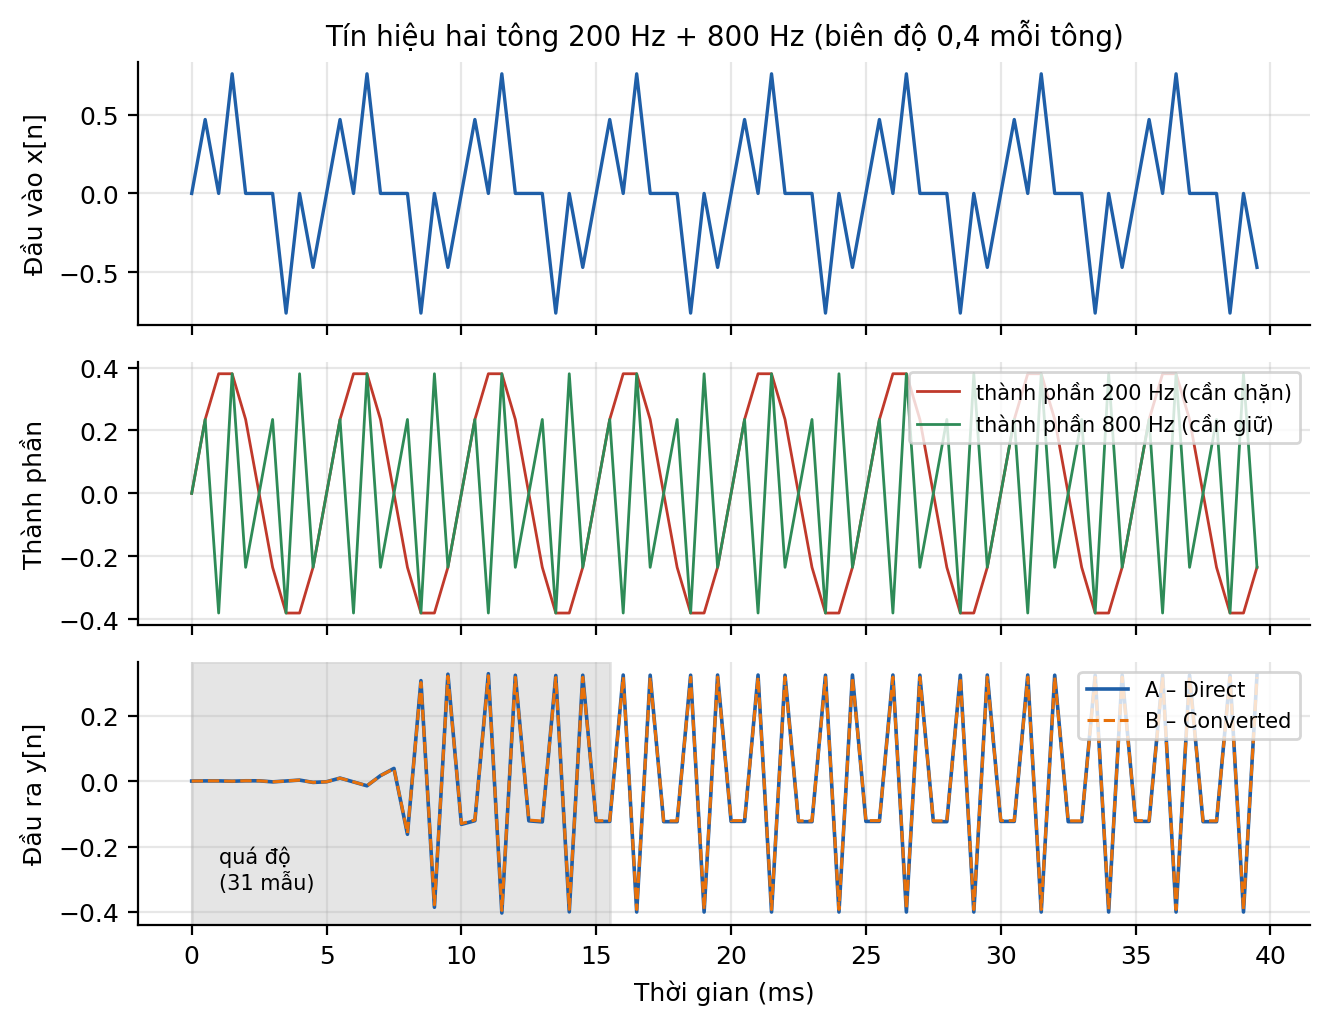 Tín hiệu hai tông 200 Hz + 800 Hz (biên độ 0,4 mỗi tông)
Đầu vào x[n]
0.5
0.0
−0.5
Thành phần
0.4
0.2
0.0
−0.2
−0.4
thành phần 200 Hz (cần chặn)
thành phần 800 Hz (cần giữ)
Đầu ra y[n]
0.2
0.0
−0.2
−0.4
A – Direct
B – Converted
quá độ
(31 mẫu)
0 5 10 15 20 25 30 35 40
Thời gian (ms)